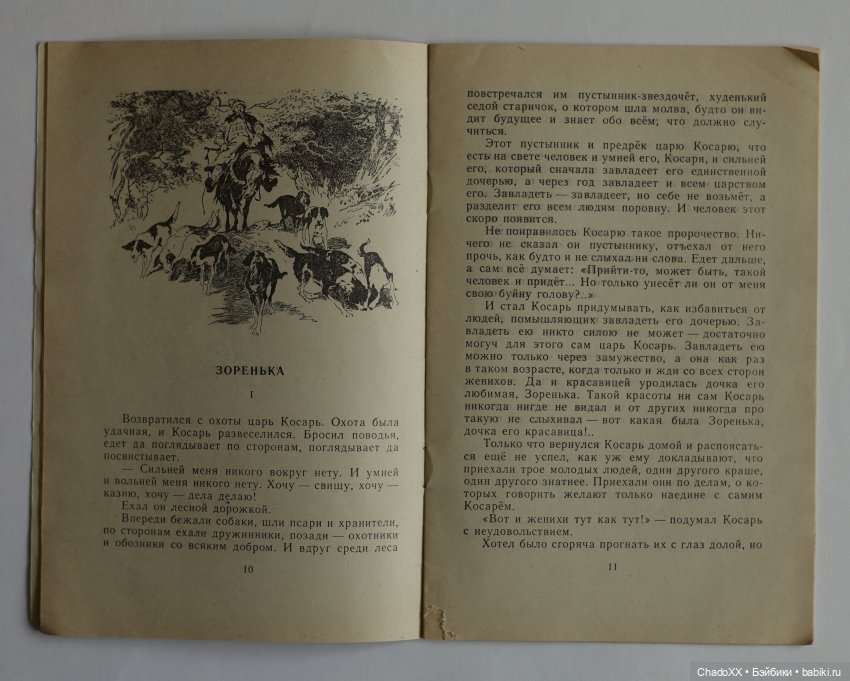 ЗОРЕНЬКА
I
Возвратился с охоты царь Косарь. Охота была
удачная, и Косарь развеселился. Бросил поводья,
едет да поглядывает по сторонам, поглядывает да
посвистывает.
— Сильней меня никого вокруг нету. И умней
и вольней меня никого нету. Хочу — свищу, хочу —
казню, хочу — дела делаю!
Ехал он лесной дорожкой.
Впереди бежали собаки, шли псари и хранители,
по сторонам ехали дружинники, позади — охотники
и обозники со всяким добром. И вдруг среди леса
10
повстречался им пустынник-звездочёт, худенький
седой старичок, о котором шла молва, будто он ви-
дит будущее и знает обо всём, что должно слу-
читься.
Этот пустынник и предрёк царю Косарю, что
есть на свете человек и умней его, Косаря, и сильней
его, который сначала завладеет его единственной
дочерью, а через год завладеет и всем царством
его. Завладеть — завладеет, но себе не возьмёт, а
разделит его всем людям поровну. И человек этот
скоро появится.
Не понравилось Косарю такое пророчество. Ни-
чего не сказал он пустыннику, отъехал от него
прочь, как будто и не слыхал ни слова. Едет дальше,
а сам всё думает: «Прийти-то, может быть, такой
человек и придёт... Но только унесёт ли он от меня
свою буйну голову?..»
И стал Косарь придумывать, как избавиться от
людей, помышляющих завладеть его дочерью. За-
владеть ею никто силою не может — достаточно
могуч для этого сам царь Косарь. Завладеть ею
можно только через замужество, а она как раз
в таком возрасте, когда только и жди со всех сторон
женихов. Да и красавицей уродилась дочка его
любимая, Зоренька. Такой красоты ни сам Косарь
никогда нигде не видал и от других никогда про
такую не слыхивал — вот какая была Зоренька,
дочка его красавица!..
Только что вернулся Косарь домой и распоясать-
ся ещё не успел, как уж ему докладывают, что
приехали трое молодых людей, один другого краше,
один другого знатнее. Приехали они по делам, о ко-
торых говорить желают только наедине с самим
Косарём.
«Вот и женихи тут как тут!» — подумал Косарь
с неудовольствием.
Хотел было сгоряча прогнать их с глаз долой, но
11
ChadoXX • Бэйбики • babiki.ru